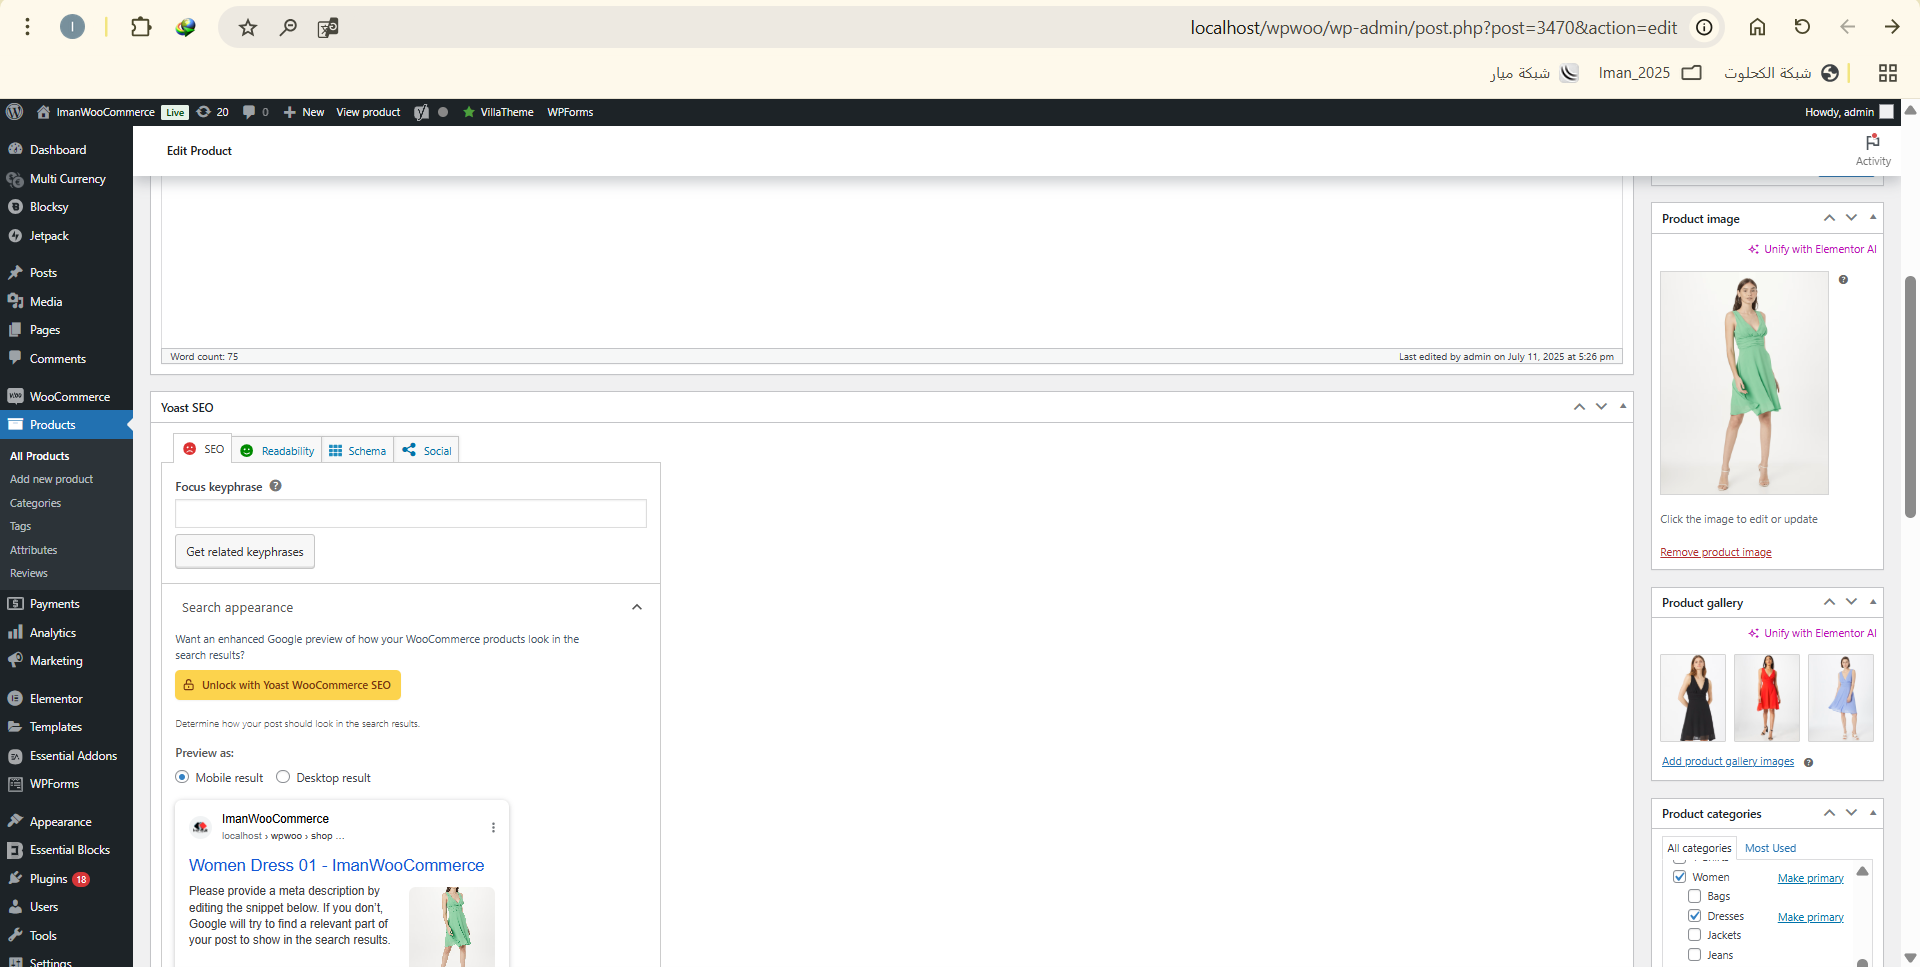 localhost/wpwoo/wp-admin/post.php?post=3470&action=edit
شبكة الكحلوت
Iman_2025
شبكة ميار
ImanWooCommerce
Live
20
0
New
View product
VillaTheme
WPForms
Howdy, admin
Dashboard
Multi Currency
Blocksy
Jetpack
Posts
Media
Pages
Comments
WooCommerce
Products
All Products
Add new product
Categories
Tags
Attributes
Reviews
Payments
Analytics
Marketing
Elementor
Templates
Essential Addons
WPForms
Appearance
Essential Blocks
Plugins 18
Users
Tools
Settings
Edit Product
Activity
Word count: 75
Last edited by admin on July 11, 2025 at 5:26 pm
Yoast SEO
SEO
Readability
Schema
Social
Focus keyphrase
Get related keyphrases
Search appearance
Want an enhanced Google preview of how your WooCommerce products look in the
search results?
Unlock with Yoast WooCommerce SEO
Determine how your post should look in the search results.
Preview as:
Mobile result
Desktop result
ImanWooCommerce
localhost › wpwoo › shop ...
Women Dress 01 - ImanWooCommerce
Please provide a meta description by
editing the snippet below. If you don't,
Google will try to find a relevant part of
your post to show in the search results.
Product image
Unify with Elementor AI
Click the image to edit or update
Remove product image
Product gallery
Unify with Elementor AI
Add product gallery images
Product categories
All categories
Most Used
Women
Make primary
Bags
Dresses
Make primary
Jackets
Jeans